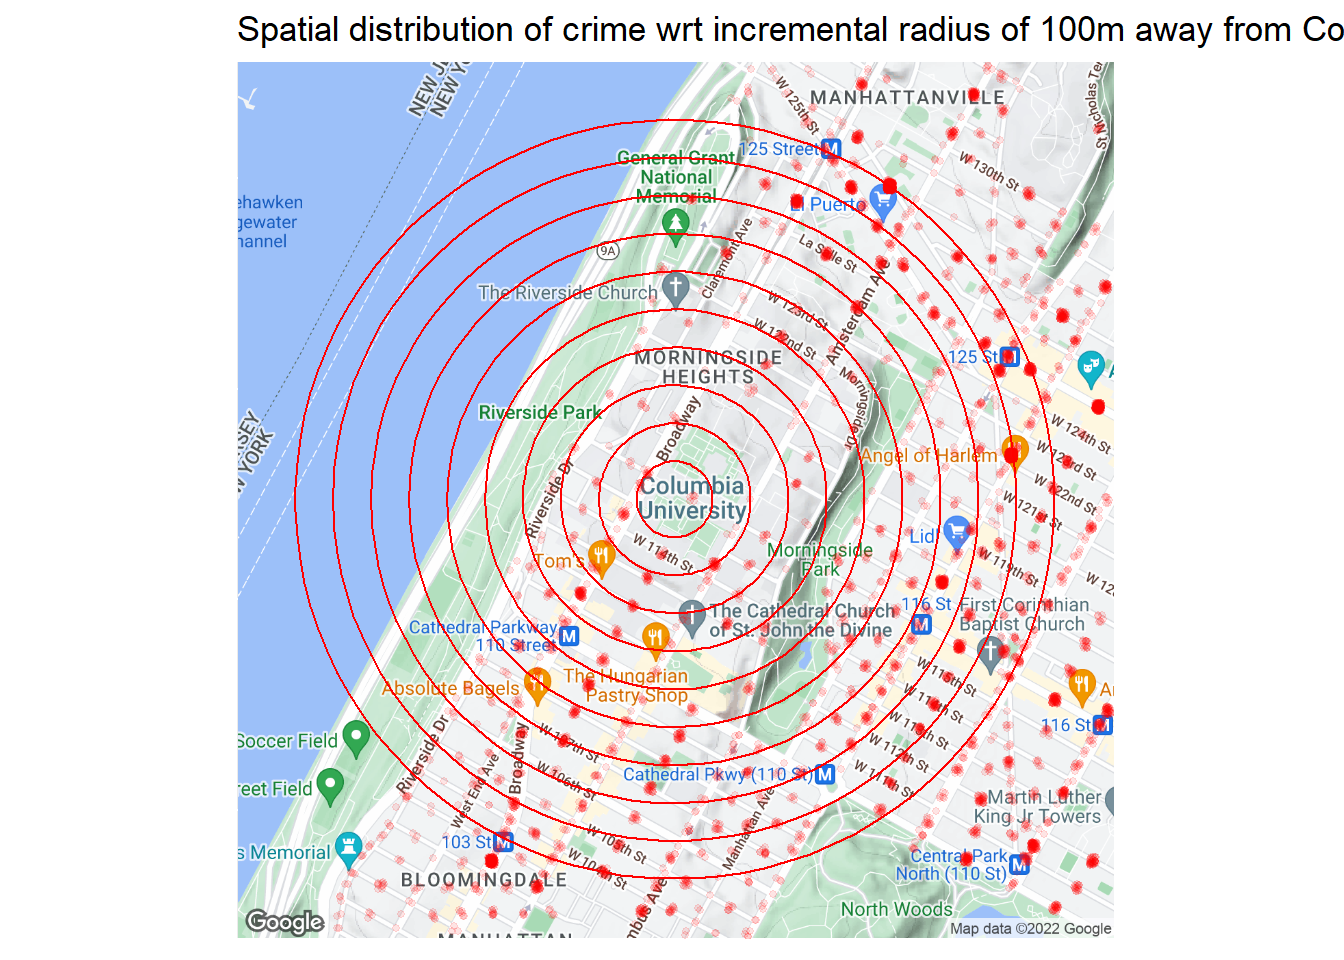 Spatial distribution of crime wrt incremental radius of 100m away from Co
NEW JE
NEW YO
W 125th St
MANHATTANVILLE
St. Nicholas Ter
125 Street M
W 130th St
General Grant
National
Memorial
ehawken
gewater
hannel
El Puerto
9A
Claremont Ave
La Salle St
Amsterdam Ave
The Riverside Church
W 123rd St
W 122nd St
MORNINGSIDE
HEIGHTS
125 St M
Morningside Dr
A
Riverside Park
Broadway
RSEY
W YORK
W 124th St
W 123rd St
Angel of Harlem
W 122nd St
W 121st St
Columbia
University
Riverside Dr
W 114th St
Lidl
Tom's
Morningside
Park
W 119th St
W 12
116 St
M
First Corinthian
Baptist Church
The Cathedral Church
of St. John the Divine
Cathedral Parkway
110 Street M
W 115th St
The Hungarian
Pastry Shop
Absolute Bagels
W 114th St
Ar
W 113th St
116 St M
Soccer Field
Riverside Dr
W 107th St
Broadway
W 112th St
W 111th St
Cathedral Pkwy (110 St) M
West End Ave
W 106th St
reet Field
Manhattan Ave
Martin Luther
King Jr Towers
103 St M
W 105th St
s Memorial
W 104th St
Central Park
North (110 St) M
BLOOMINGDALE
mbus Ave
North Woods
Google
MANHATTAN
Map data ©2022 Google